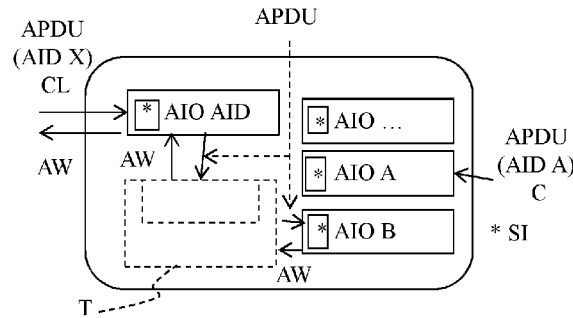 APDU
(AID X)
CL
AW
APDU
* AIO AID
AW
* AIO ...
* AIO A
* AIO B
AW
APDU
(AID A)
C
* SI
T